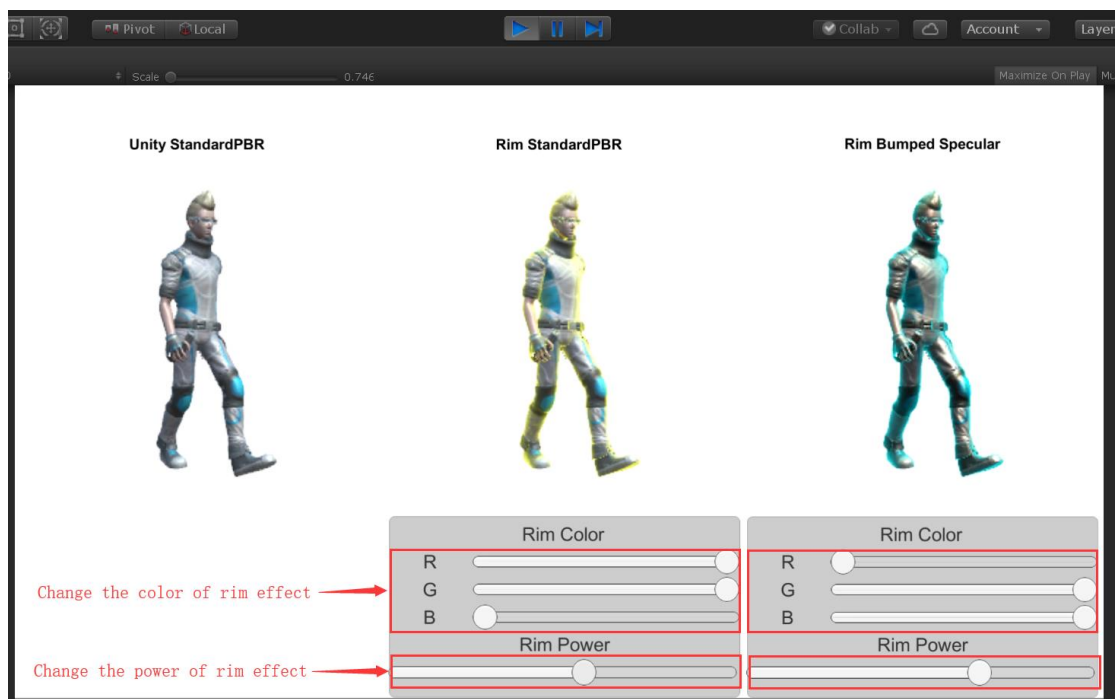 Pivot Local Collab Account Layer
Scale 0.746 Maximize On Play Mu
Unity StandardPBR Rim StandardPBR Rim Bumped Specular
Rim Color Rim Color
R R
Change the color of rim effect G G
B B
Rim Power Rim Power
Change the power of rim effect